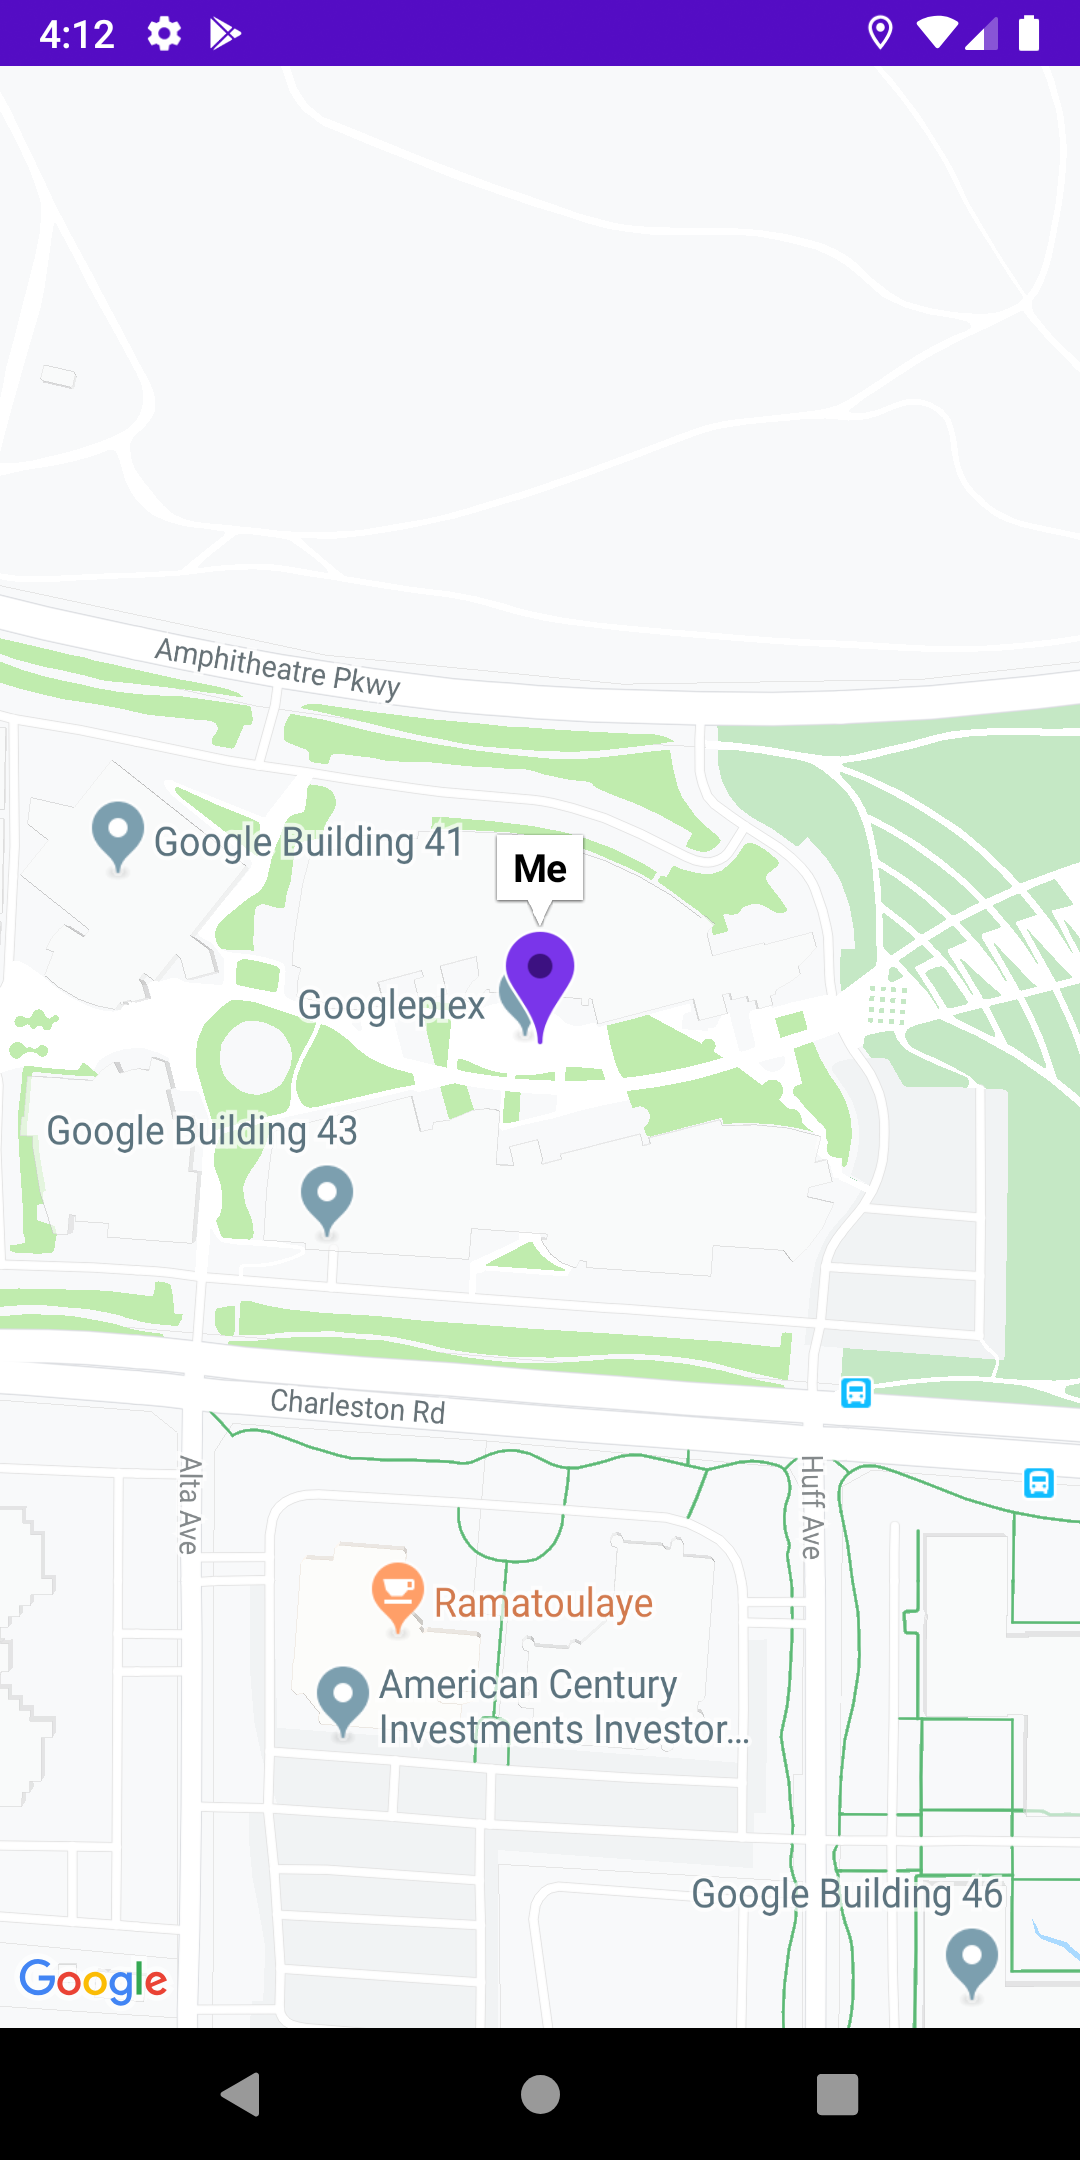 4:12
Amphitheatre Pkwy
Google Building 41
Me
Googleplex
Google Building 43
Charleston Rd
Alta Ave
Huff Ave
Ramatoulaye
American Century
Investments Investor...
Google Building 46
Google